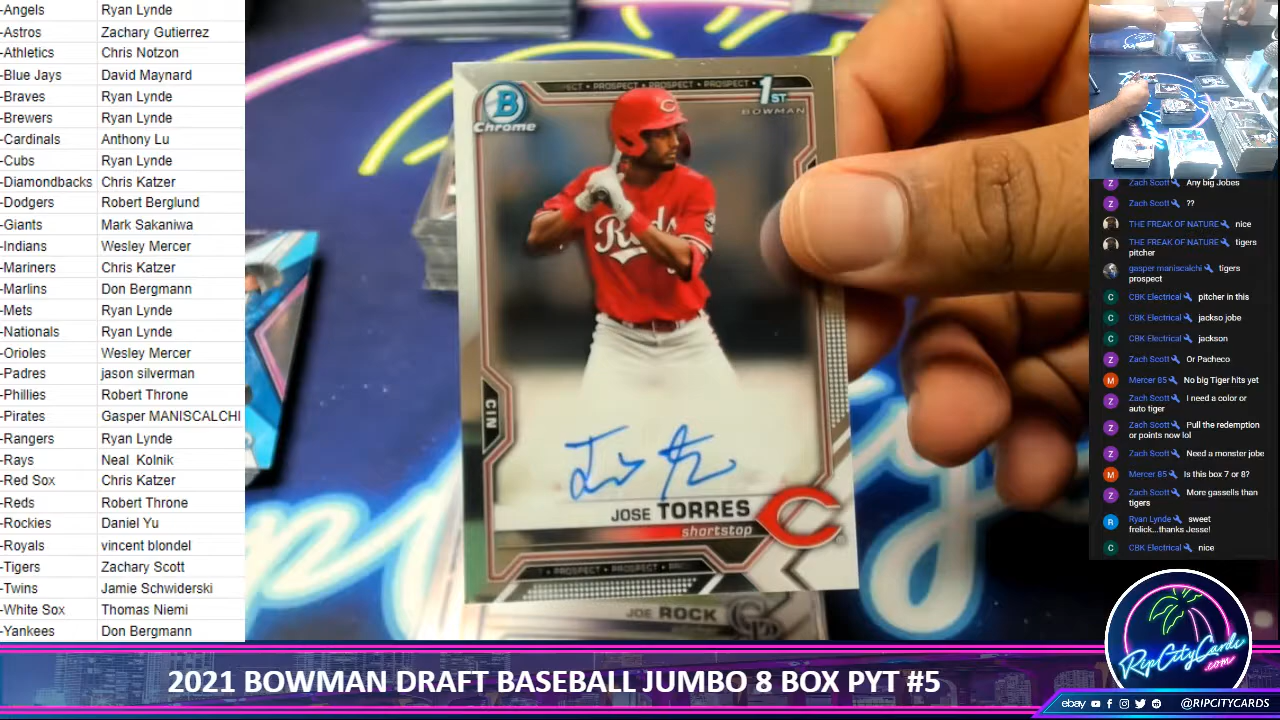 -Angels Ryan Lynde
-Astros Zachary Gutierrez
-Athletics Chris Notzon
-Blue Jays David Maynard
-Braves Ryan Lynde
-Brewers Ryan Lynde
-Cardinals Anthony Lu
-Cubs Ryan Lynde
-Diamondbacks Chris Katzer
-Dodgers Robert Berglund
-Giants Mark Sakaniwa
-Indians Wesley Mercer
-Mariners Chris Katzer
-Marlins Don Bergmann
-Mets Ryan Lynde
-Nationals Ryan Lynde
-Orioles Wesley Mercer
-Padres jason silverman
-Phillies Robert Throne
-Pirates Gasper MANISCALCHI
-Rangers Ryan Lynde
-Rays Neal Kolnik
-Red Sox Chris Katzer
-Reds Robert Throne
-Rockies Daniel Yu
-Royals vincent blondel
-Tigers Zachary Scott
-Twins Jamie Schwiderski
-White Sox Thomas Niemi
-Yankees Don Bergmann
PECT • PROSPECT • PROSPECT • PROSPECT •
B
Chrome
1ST
BOWMAN
C
Reds
CIN
JOSE TORRES
shortstop
C
• PROSPECT • PROSPECT •
JOE ROCK
CR
Z Zach Scott Any big Jobes
Z Zach Scott ??
THE FREAK OF NATURE nice
THE FREAK OF NATURE tigers
pitcher
gasper maniscalchi tigers
prospect
C CBK Electrical pitcher in this
C CBK Electrical jackso jobe
C CBK Electrical jackson
Z Zach Scott Or Pacheco
M Mercer 85 No big Tiger hits yet
Z Zach Scott I need a color or
auto tiger
Z Zach Scott Pull the redemption
or points now lol
Z Zach Scott Need a monster jobe
M Mercer 85 Is this box 7 or 8?
Z Zach Scott More gassells than
tigers
R Ryan Lynde sweet
frelick...thanks Jesse!
C CBK Electrical nice
RipCityCards
.com
2021 BOWMAN DRAFT BASEBALL JUMBO 8 BOX PYT #5
ebay @RIPCITYCARDS